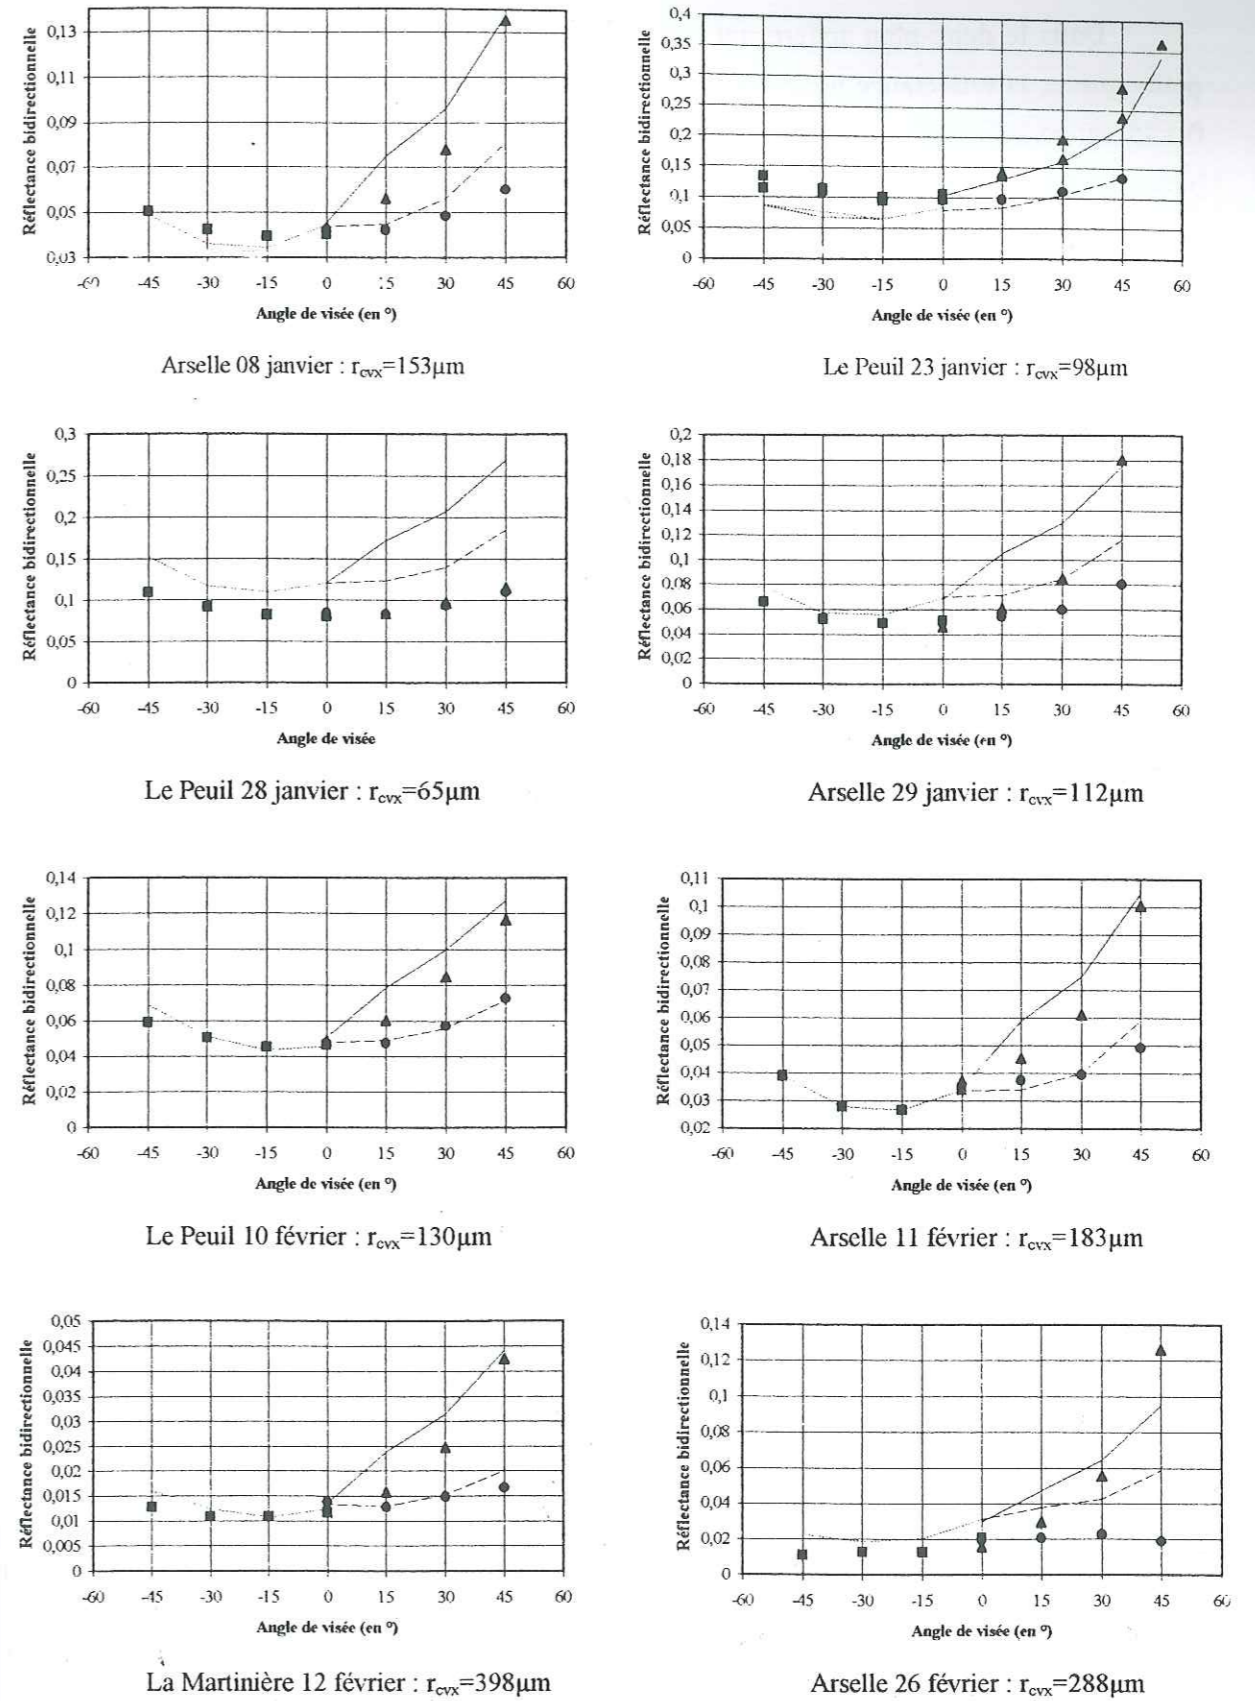 Réflectance bidirectionnelle
0,13
0,11
0,09
0,07
0,05
0,03
-60 -45 -30 -15 0 15 30 45 60
Angle de visée (en °)
Arselle 08 janvier : rcvx=153µm
Réflectance bidirectionnelle
0,4
0,35
0,3
0,25
0,2
0,15
0,1
0,05
0
-60 -45 -30 -15 0 15 30 45 60
Angle de visée (en °)
Le Peuil 23 janvier : rcvx=98µm
Réflectance bidirectionnelle
0,3
0,25
0,2
0,15
0,1
0,05
0
-60 -45 -30 -15 0 15 30 45 60
Angle de visée
Le Peuil 28 janvier : rcvx=65µm
Réflectance bidirectionnelle
0,2
0,18
0,16
0,14
0,12
0,1
0,08
0,06
0,04
0,02
0
-60 -45 -30 -15 0 15 30 45 60
Angle de visée (en °)
Arselle 29 janvier : rcvx=112µm
Réflectance bidirectionnelle
0,14
0,12
0,1
0,08
0,06
0,04
0,02
0
-60 -45 -30 -15 0 15 30 45 60
Angle de visée (en °)
Le Peuil 10 février : rcvx=130µm
Réflectance bidirectionnelle
0,11
0,1
0,09
0,08
0,07
0,06
0,05
0,04
0,03
0,02
-60 -45 -30 -15 0 15 30 45 60
Angle de visée (en °)
Arselle 11 février : rcvx=183µm
Réflectance bidirectionnelle
0,05
0,045
0,04
0,035
0,03
0,025
0,02
0,015
0,01
0,005
0
-60 -45 -30 -15 0 15 30 45 60
Angle de visée (en °)
La Martinière 12 février : rcvx=398µm
Réflectance bidirectionnelle
0,14
0,12
0,1
0,08
0,06
0,04
0,02
0
-60 -45 -30 -15 0 15 30 45 60
Angle de visée (en °)
Arselle 26 février : rcvx=288µm